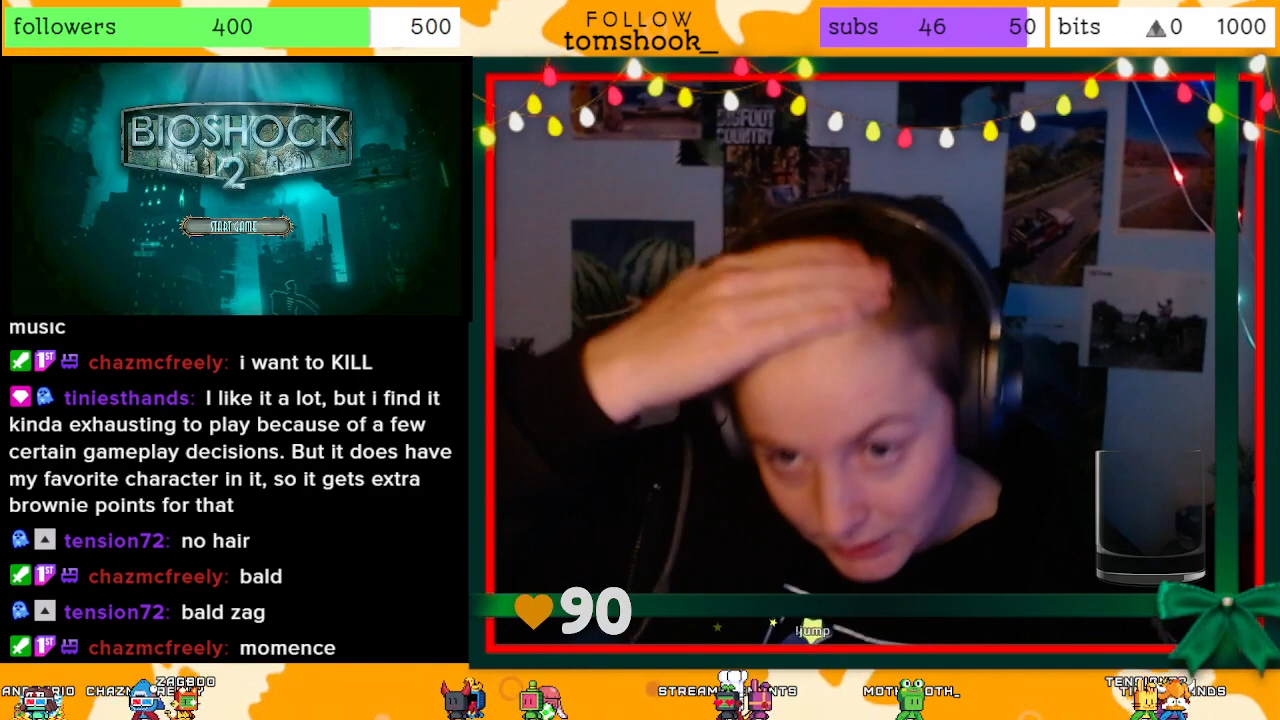 followers 400 500
FOLLOW
tomshook_
subs 46 50
bits 0 1000
BIOSHOCK
2
START GAME
BIGFOOT
COUNTRY
music
chazmcfreely: i want to KILL
tiniesthands: I like it a lot, but i find it
kinda exhausting to play because of a few
certain gameplay decisions. But it does have
my favorite character in it, so it gets extra
brownie points for that
tension72: no hair
chazmcfreely: bald
tension72: bald zag
chazmcfreely: momence
90
!jump
ZAGBOO